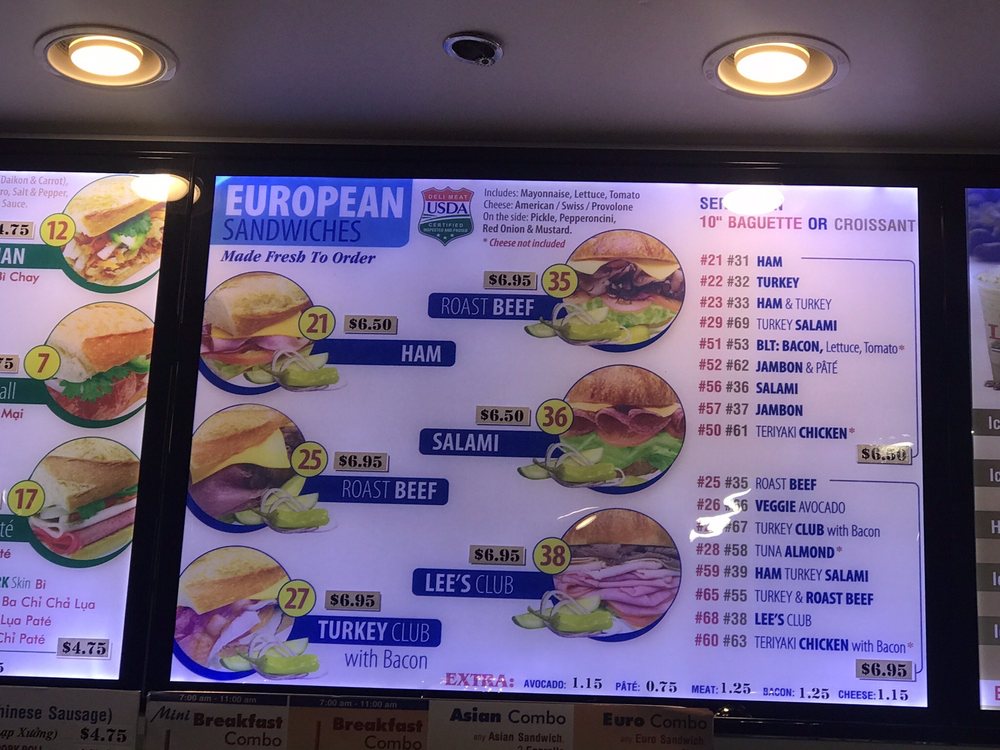 Daikon & Carrot),
Salt & Pepper,
Sauce.
12
Bì Chay
7
Mại
17
Skin Bì
Ba Chỉ Chả Lụa
Lụa Paté
Chỉ Paté
$4.75
EUROPEAN
SANDWICHES
Made Fresh To Order
DELI MEAT
USDA
CERTIFIED
Includes: Mayonnaise, Lettuce, Tomato
Cheese: American / Swiss / Provolone
On the side: Pickle, Pepperoncini,
Red Onion & Mustard.
* Cheese not included
21 $6.50
HAM
25 $6.95
ROAST BEEF
27 $6.95
TURKEY CLUB
with Bacon
$6.95 35
ROAST BEEF
$6.50 36
SALAMI
$6.95 38
LEE'S CLUB
10" BAGUETTE OR CROISSANT
#21 #31 HAM
#22 #32 TURKEY
#23 #33 HAM & TURKEY
#29 #69 TURKEY SALAMI
#51 #53 BLT: BACON, Lettuce, Tomato*
#52 #62 JAMBON & PÂTÉ
#56 #36 SALAMI
#57 #37 JAMBON
#50 #61 TERIYAKI CHICKEN*
$6.50
#25 #35 ROAST BEEF
#26 #66 VEGGIE AVOCADO
#67 TURKEY CLUB with Bacon
#28 #58 TUNA ALMOND*
#59 #39 HAM TURKEY SALAMI
#65 #55 TURKEY & ROAST BEEF
#68 #38 LEE'S CLUB
#60 #63 TERIYAKI CHICKEN with Bacon*
$6.95
EXTRA: AVOCADO: 1.15 PÂTÉ: 0.75 MEAT: 1.25 BACON: 1.25 CHEESE: 1.15
Sausage)
Xưởng) $4.75
7:00 am - 11:00 am
Mini Breakfast
Combo
7:00 am - 11:00 am
Breakfast
Combo
Asian Combo
any Asian Sandwich
Euro Combo
any Euro Sandwich